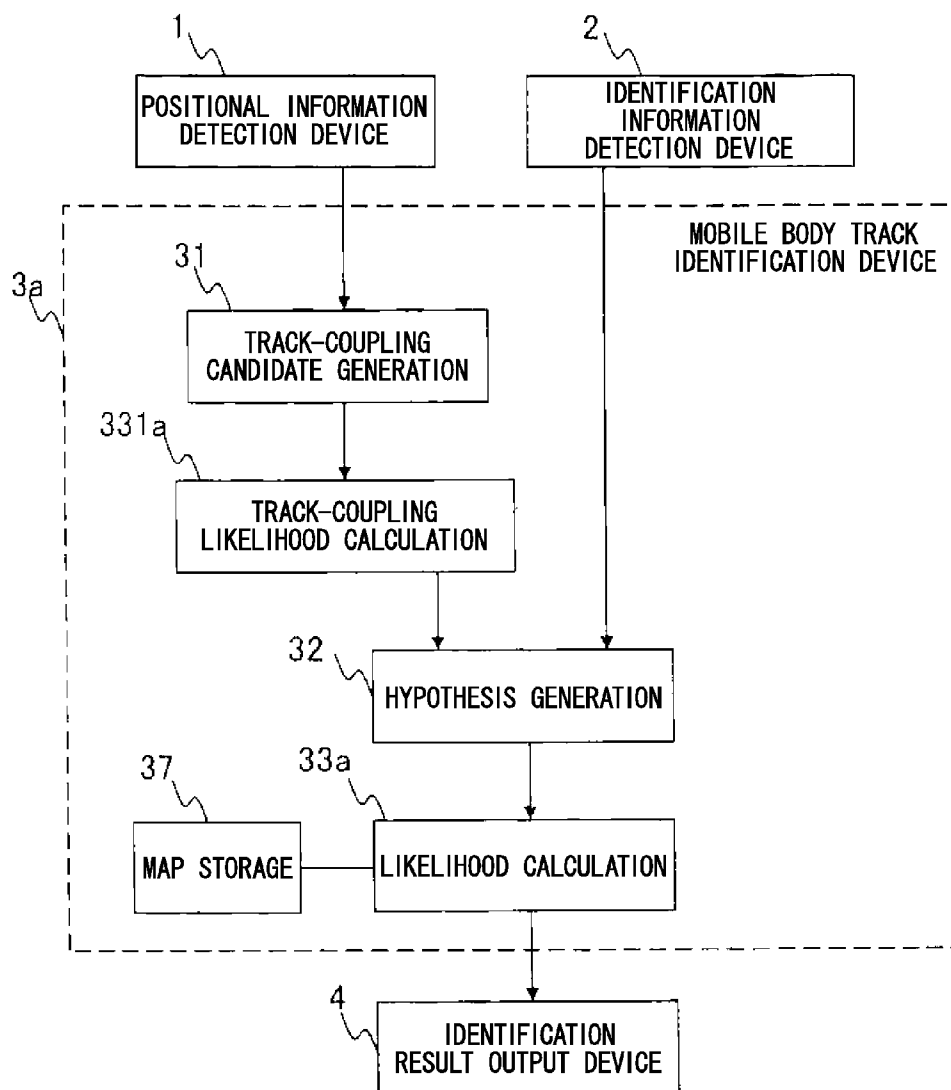 1
POSITIONAL INFORMATION
DETECTION DEVICE
2
IDENTIFICATION
INFORMATION
DETECTION DEVICE
MOBILE BODY TRACK
IDENTIFICATION DEVICE
3a
31
TRACK-COUPLING
CANDIDATE GENERATION
331a
TRACK-COUPLING
LIKELIHOOD CALCULATION
32
HYPOTHESIS GENERATION
37
MAP STORAGE
33a
LIKELIHOOD CALCULATION
4
IDENTIFICATION
RESULT OUTPUT DEVICE